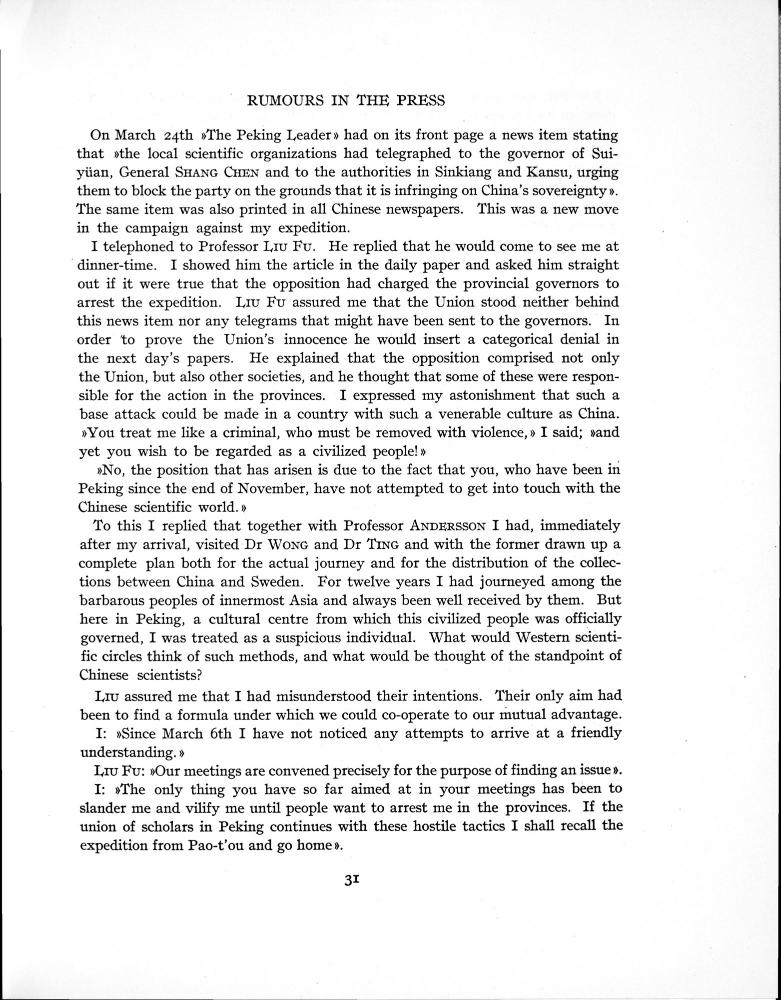 RUMOURS IN THE PRESS
On March 24th »The Peking Leader» had on its front page a news item stating
that »the local scientific organizations had telegraphed to the governor of Sui-
yüan, General SHANG CHEN and to the authorities in Sinkiang and Kansu, urging
them to block the party on the grounds that it is infringing on China's sovereignty».
The same item was also printed in all Chinese newspapers. This was a new move
in the campaign against my expedition.
I telephoned to Professor LIU FU. He replied that he would come to see me at
dinner-time. I showed him the article in the daily paper and asked him straight
out if it were true that the opposition had charged the provincial governors to
arrest the expedition. LIU FU assured me that the Union stood neither behind
this news item nor any telegrams that might have been sent to the governors. In
order to prove the Union's innocence he would insert a categorical denial in
the next day's papers. He explained that the opposition comprised not only
the Union, but also other societies, and he thought that some of these were respon-
sible for the action in the provinces. I expressed my astonishment that such a
base attack could be made in a country with such a venerable culture as China.
»You treat me like a criminal, who must be removed with violence,» I said; »and
yet you wish to be regarded as a civilized people!»
»No, the position that has arisen is due to the fact that you, who have been in
Peking since the end of November, have not attempted to get into touch with the
Chinese scientific world.»
To this I replied that together with Professor ANDERSSON I had, immediately
after my arrival, visited Dr WONG and Dr TING and with the former drawn up a
complete plan both for the actual journey and for the distribution of the collec-
tions between China and Sweden. For twelve years I had journeyed among the
barbarous peoples of innermost Asia and always been well received by them. But
here in Peking, a cultural centre from which this civilized people was officially
governed, I was treated as a suspicious individual. What would Western scienti-
fic circles think of such methods, and what would be thought of the standpoint of
Chinese scientists?
LIU assured me that I had misunderstood their intentions. Their only aim had
been to find a formula under which we could co-operate to our mutual advantage.
I: »Since March 6th I have not noticed any attempts to arrive at a friendly
understanding.»
LIU FU: »Our meetings are convened precisely for the purpose of finding an issue».
I: »The only thing you have so far aimed at in your meetings has been to
slander me and vilify me until people want to arrest me in the provinces. If the
union of scholars in Peking continues with these hostile tactics I shall recall the
expedition from Pao-t'ou and go home».
31